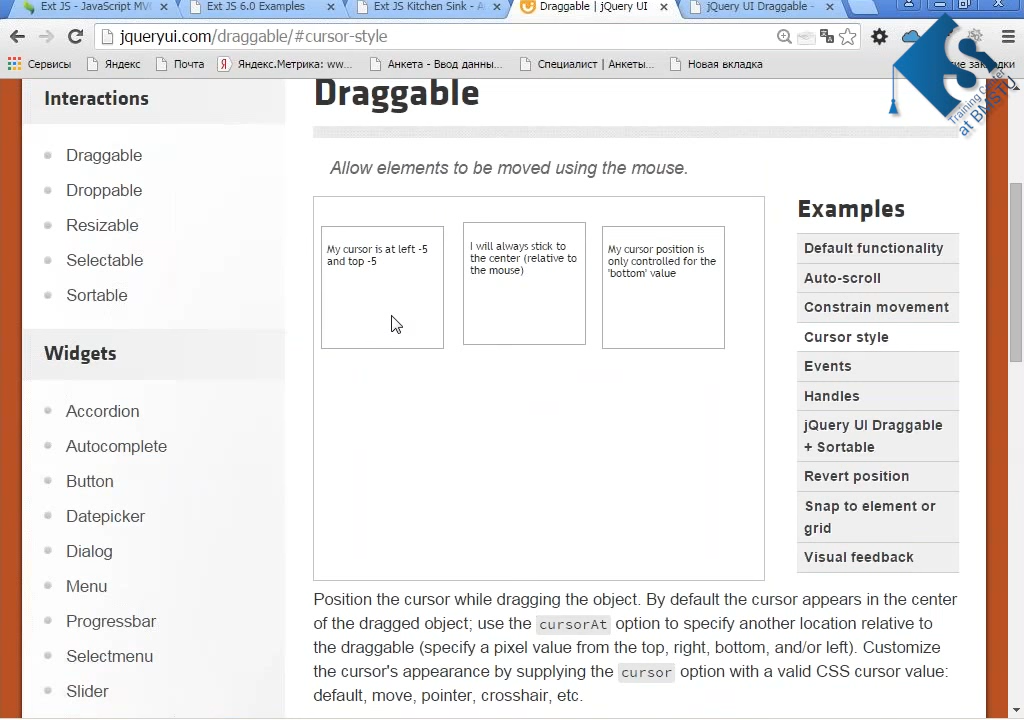 Ext JS - JavaScript MV
Ext JS 6.0 Examples
Ext JS Kitchen Sink - A
Draggable | jQuery UI
jQuery UI Draggable -
jqueryui.com/draggable/#cursor-style
Сервисы
Яндекс
Почта
Яндекс.Метрика: ww...
Анкета - Ввод данны...
Специалист | Анкеты...
Новая вкладка
закладки
Training Center
at BMSTU
Interactions
Draggable
Droppable
Resizable
Selectable
Sortable
Widgets
Accordion
Autocomplete
Button
Datepicker
Dialog
Menu
Progressbar
Selectmenu
Slider
Draggable
Allow elements to be moved using the mouse.
My cursor is at left -5
and top -5
I will always stick to
the center (relative to
the mouse)
My cursor position is
only controlled for the
'bottom' value
Position the cursor while dragging the object. By default the cursor appears in the center
of the dragged object; use the cursorAt option to specify another location relative to
the draggable (specify a pixel value from the top, right, bottom, and/or left). Customize
the cursor's appearance by supplying the cursor option with a valid CSS cursor value:
default, move, pointer, crosshair, etc.
Examples
Default functionality
Auto-scroll
Constrain movement
Cursor style
Events
Handles
jQuery UI Draggable
+ Sortable
Revert position
Snap to element or
grid
Visual feedback